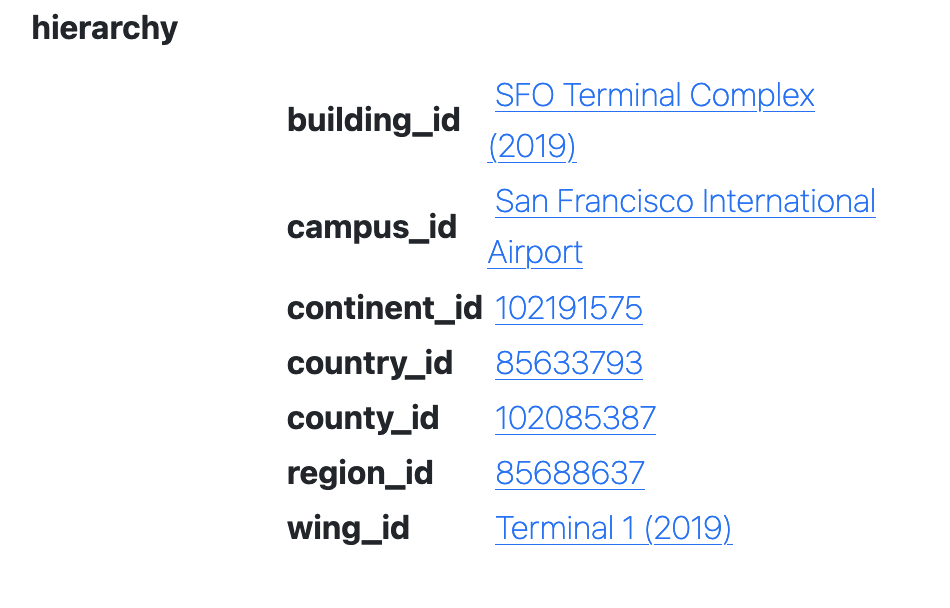 hierarchy
building_id SFO Terminal Complex
(2019)
campus_id San Francisco International
Airport
continent_id 102191575
country_id 85633793
county_id 102085387
region_id 85688637
wing_id Terminal 1 (2019)